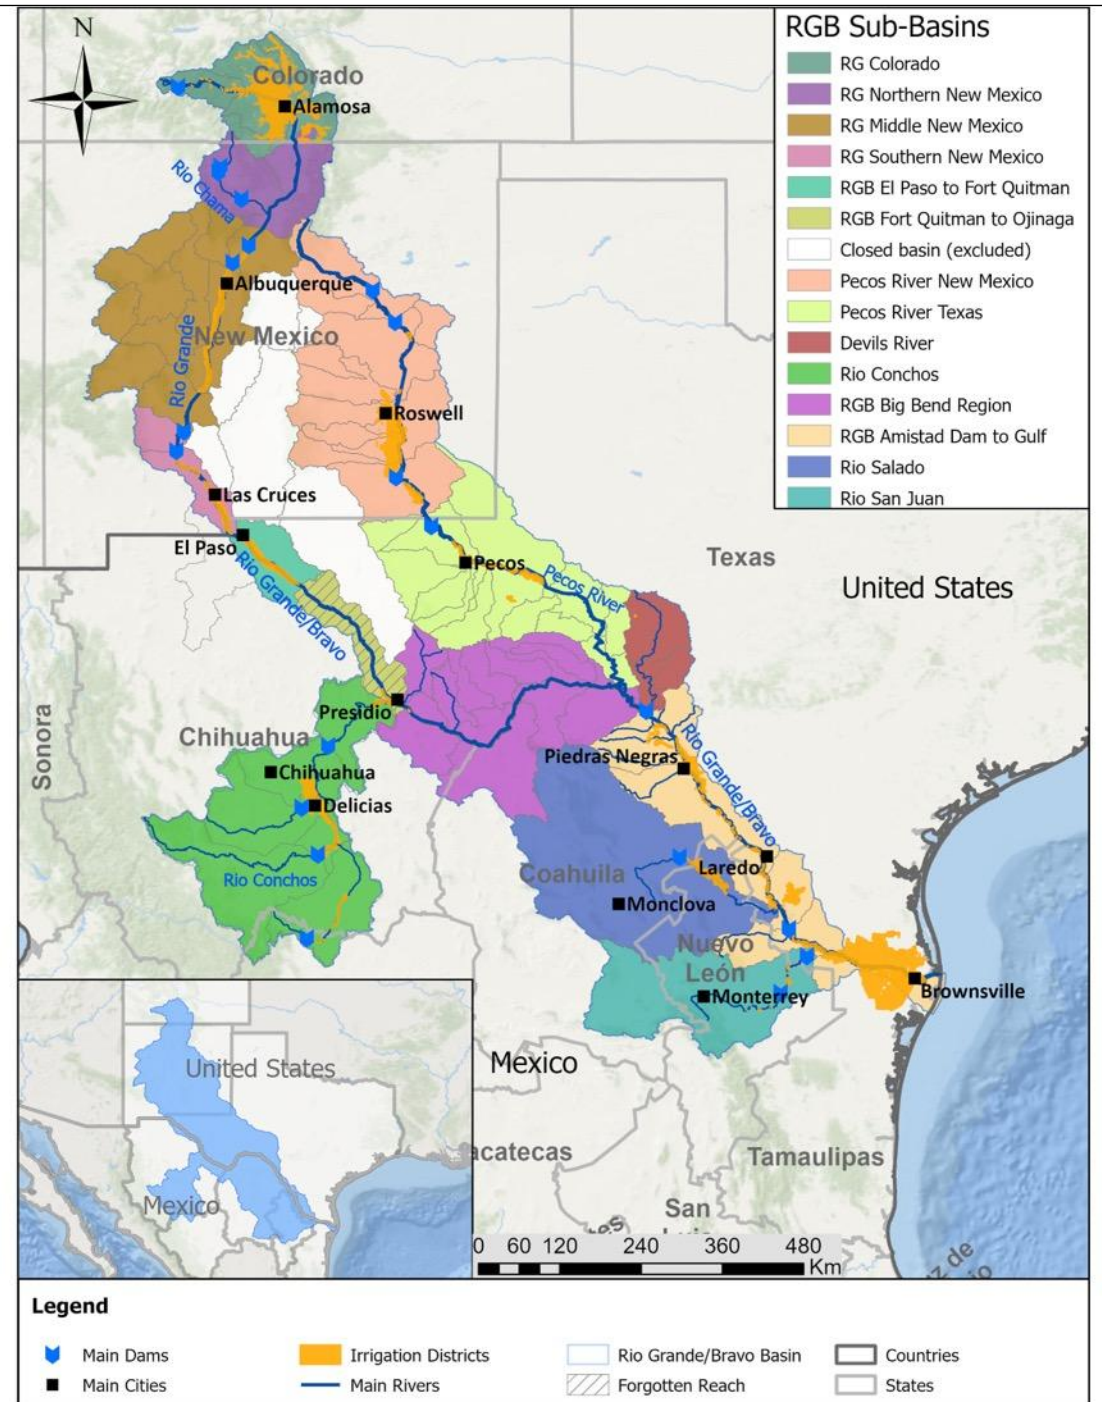 N
RGB Sub-Basins
RG Colorado
RG Northern New Mexico
RG Middle New Mexico
RG Southern New Mexico
RGB El Paso to Fort Quitman
RGB Fort Quitman to Ojinaga
Closed basin (excluded)
Pecos River New Mexico
Pecos River Texas
Devils River
Rio Conchos
RGB Big Bend Region
RGB Amistad Dam to Gulf
Rio Salado
Rio San Juan
Colorado
Alamosa
Rio Chama
Albuquerque
New Mexico
Rio Grande
Roswell
Las Cruces
El Paso
Pecos
Pecos River
Texas
United States
Rio Grande/Bravo
Presidio
Sonora
Chihuahua
Chihuahua
Delicias
Rio Conchos
Piedras Negras
Rio Grande/Bravo
Laredo
Coahuila
Monclova
Nuevo
León
Monterrey
Brownsville
Mexico
acatecas
Tamaulipas
San
United States
Mexico
0 60 120 240 360 480
Km
Legend
Main Dams
Irrigation Districts
Rio Grande/Bravo Basin
Countries
Main Cities
Main Rivers
Forgotten Reach
States